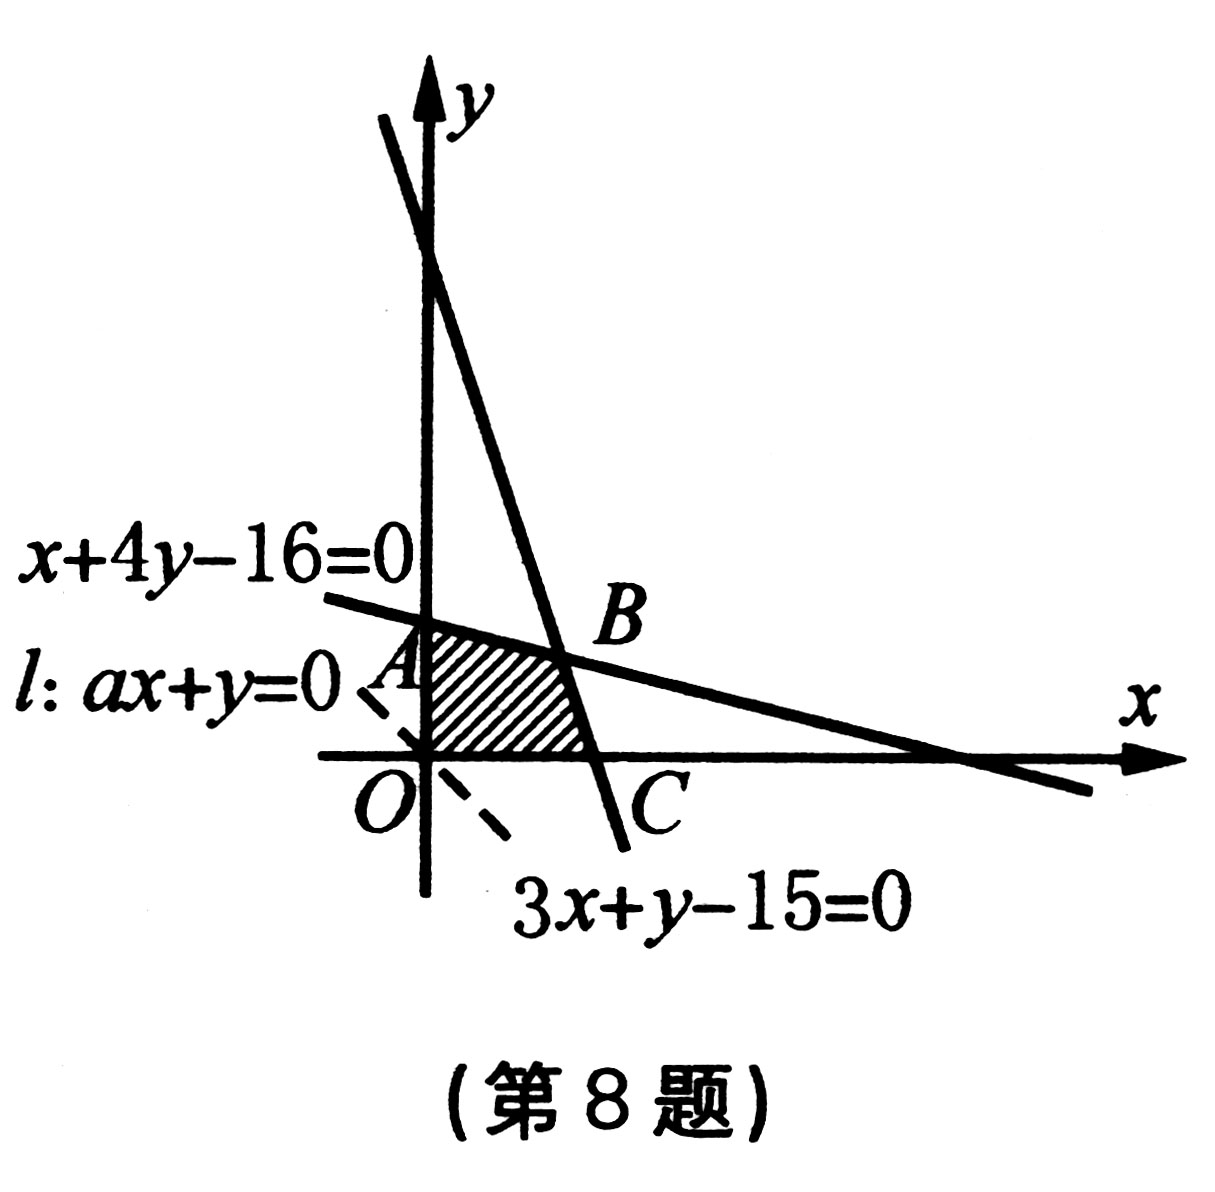 y
x+4y−16=0
B
A
l: ax+y=0
x
O
C
3x+y−15=0
(第8题)